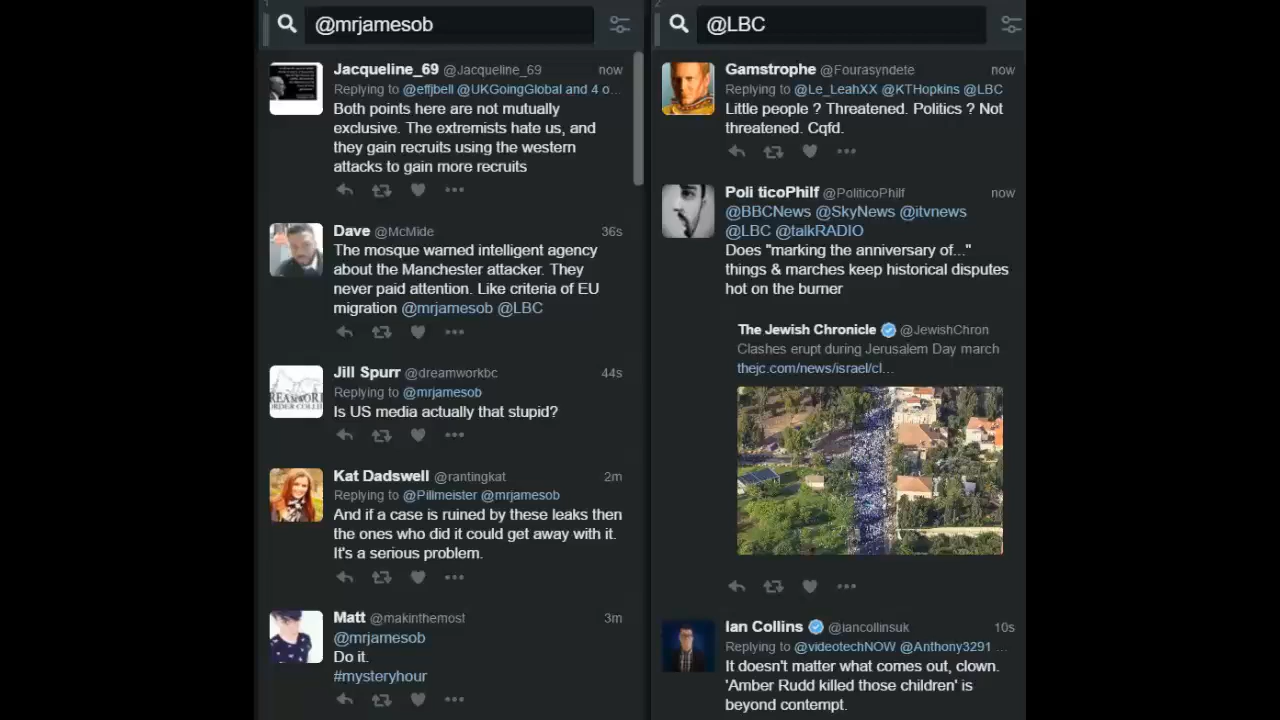 @mrjamesob
Jacqueline_69 @Jacqueline_69 now
Replying to @effjbell @UKGoingGlobal and 4 o...
Both points here are not mutually
exclusive. The extremists hate us, and
they gain recruits using the western
attacks to gain more recruits
Dave @McMide 36s
The mosque warned intelligent agency
about the Manchester attacker. They
never paid attention. Like criteria of EU
migration @mrjamesob @LBC
Jill Spurr @dreamworkbc 44s
Replying to @mrjamesob
Is US media actually that stupid?
Kat Dadswell @rantingkat 2m
Replying to @Pillmeister @mrjamesob
And if a case is ruined by these leaks then
the ones who did it could get away with it.
It's a serious problem.
Matt @makinthemost 3m
@mrjamesob
Do it.
#mysteryhour
@LBC
Gamstrophe @Fourasyndete now
Replying to @Le_LeahXX @KTHopkins @LBC
Little people ? Threatened. Politics ? Not
threatened. Cqfd.
Poli ticoPhilf @PoliticoPhilf now
@BBCNews @SkyNews @itvnews
@LBC @talkRADIO
Does "marking the anniversary of..."
things & marches keep historical disputes
hot on the burner
The Jewish Chronicle @JewishChron
Clashes erupt during Jerusalem Day march
thejc.com/news/israel/cl...
Ian Collins @iancollinsuk 10s
Replying to @videotechNOW @Anthony3291 ...
It doesn't matter what comes out, clown.
'Amber Rudd killed those children' is
beyond contempt.